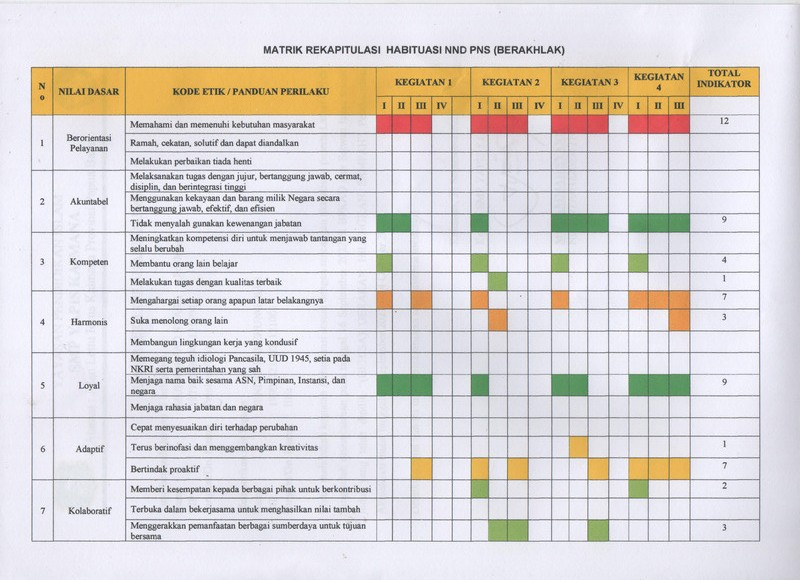 MATRIK REKAPITULASI HABITUASI NND PNS (BERAKHLAK)
N
o
NILAI DASAR
KODE ETIK / PANDUAN PERILAKU
KEGIATAN 1
KEGIATAN 2
KEGIATAN 3
KEGIATAN
4
TOTAL
INDIKATOR
I II III IV I II III IV I II III IV I II III
1
Berorientasi
Pelayanan
Memahami dan memenuhi kebutuhan masyarakat
12
Ramah, cekatan, solutif dan dapat diandalkan
Melakukan perbaikan tiada henti
2
Akuntabel
Melaksanakan tugas dengan jujur, bertanggung jawab, cermat,
disiplin, dan berintegrasi tinggi
Menggunakan kekayaan dan barang milik Negara secara
bertanggung jawab, efektif, dan efisien
Tidak menyalah gunakan kewenangan jabatan
9
3
Kompeten
Meningkatkan kompetensi diri untuk menjawab tantangan yang
selalu berubah
Membantu orang lain belajar
4
Melakukan tugas dengan kualitas terbaik
1
4
Harmonis
Menghargai setiap orang apapun latar belakangnya
7
Suka menolong orang lain
3
Membangun lingkungan kerja yang kondusif
5
Loyal
Memegang teguh idiologi Pancasila, UUD 1945, setia pada
NKRI serta pemerintahan yang sah
Menjaga nama baik sesama ASN, Pimpinan, Instansi, dan
negara
9
Menjaga rahasia jabatan dan negara
6
Adaptif
Cepat menyesuaikan diri terhadap perubahan
Terus berinofasi dan menggembangkan kreativitas
1
Bertindak proaktif
7
7
Kolaboratif
Memberi kesempatan kepada berbagai pihak untuk berkontribusi
2
Terbuka dalam bekerjasama untuk menghasilkan nilai tambah
Menggerakkan pemanfaatan berbagai sumberdaya untuk tujuan
bersama
3